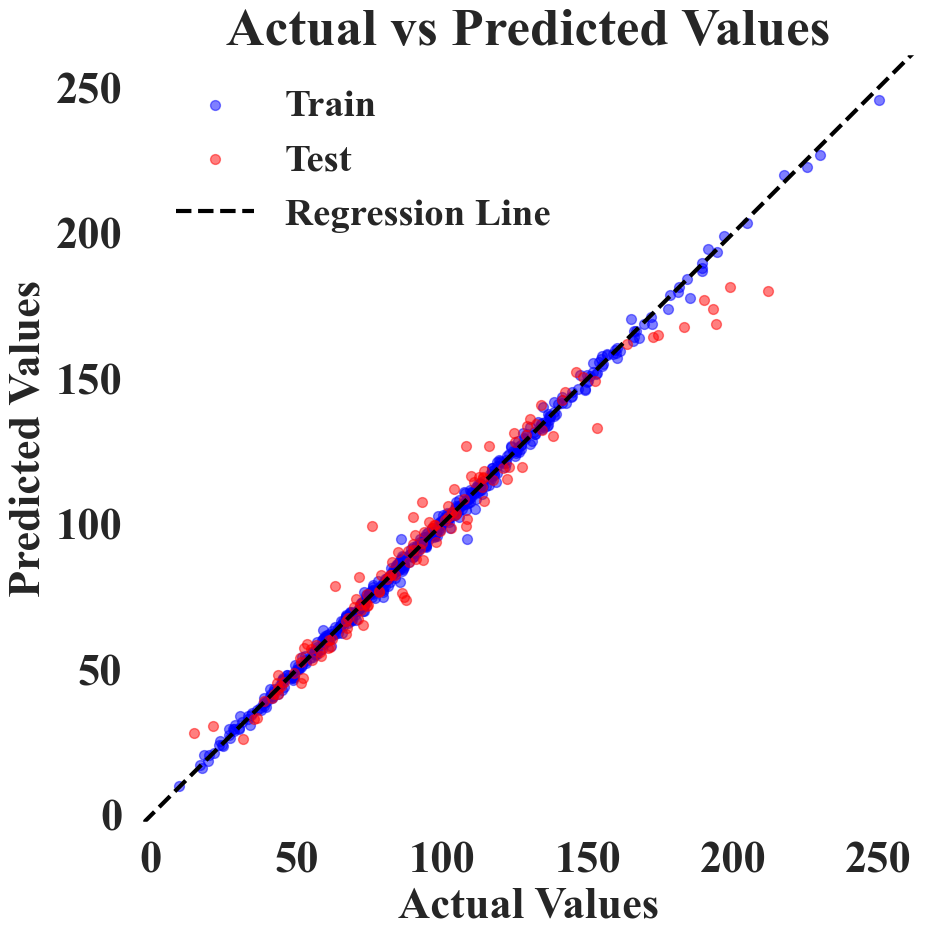 Actual vs Predicted Values
250
Train
Test
Regression Line
200
150
100
50
0
Predicted Values
0 50 100 150 200 250
Actual Values